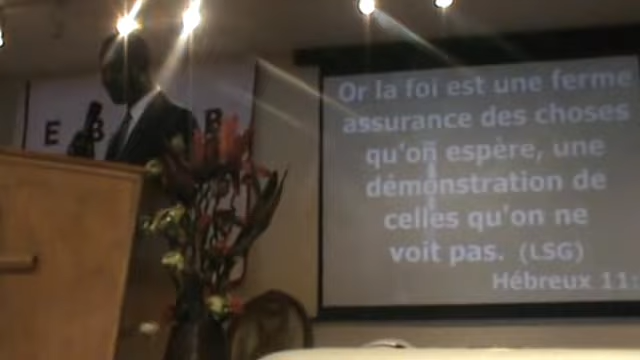 Or la foi est une ferme
assurance des choses
qu'on espère, une
démonstration de
celles qu'on ne
voit pas. (LSG)
Hébreux 11:
E B B